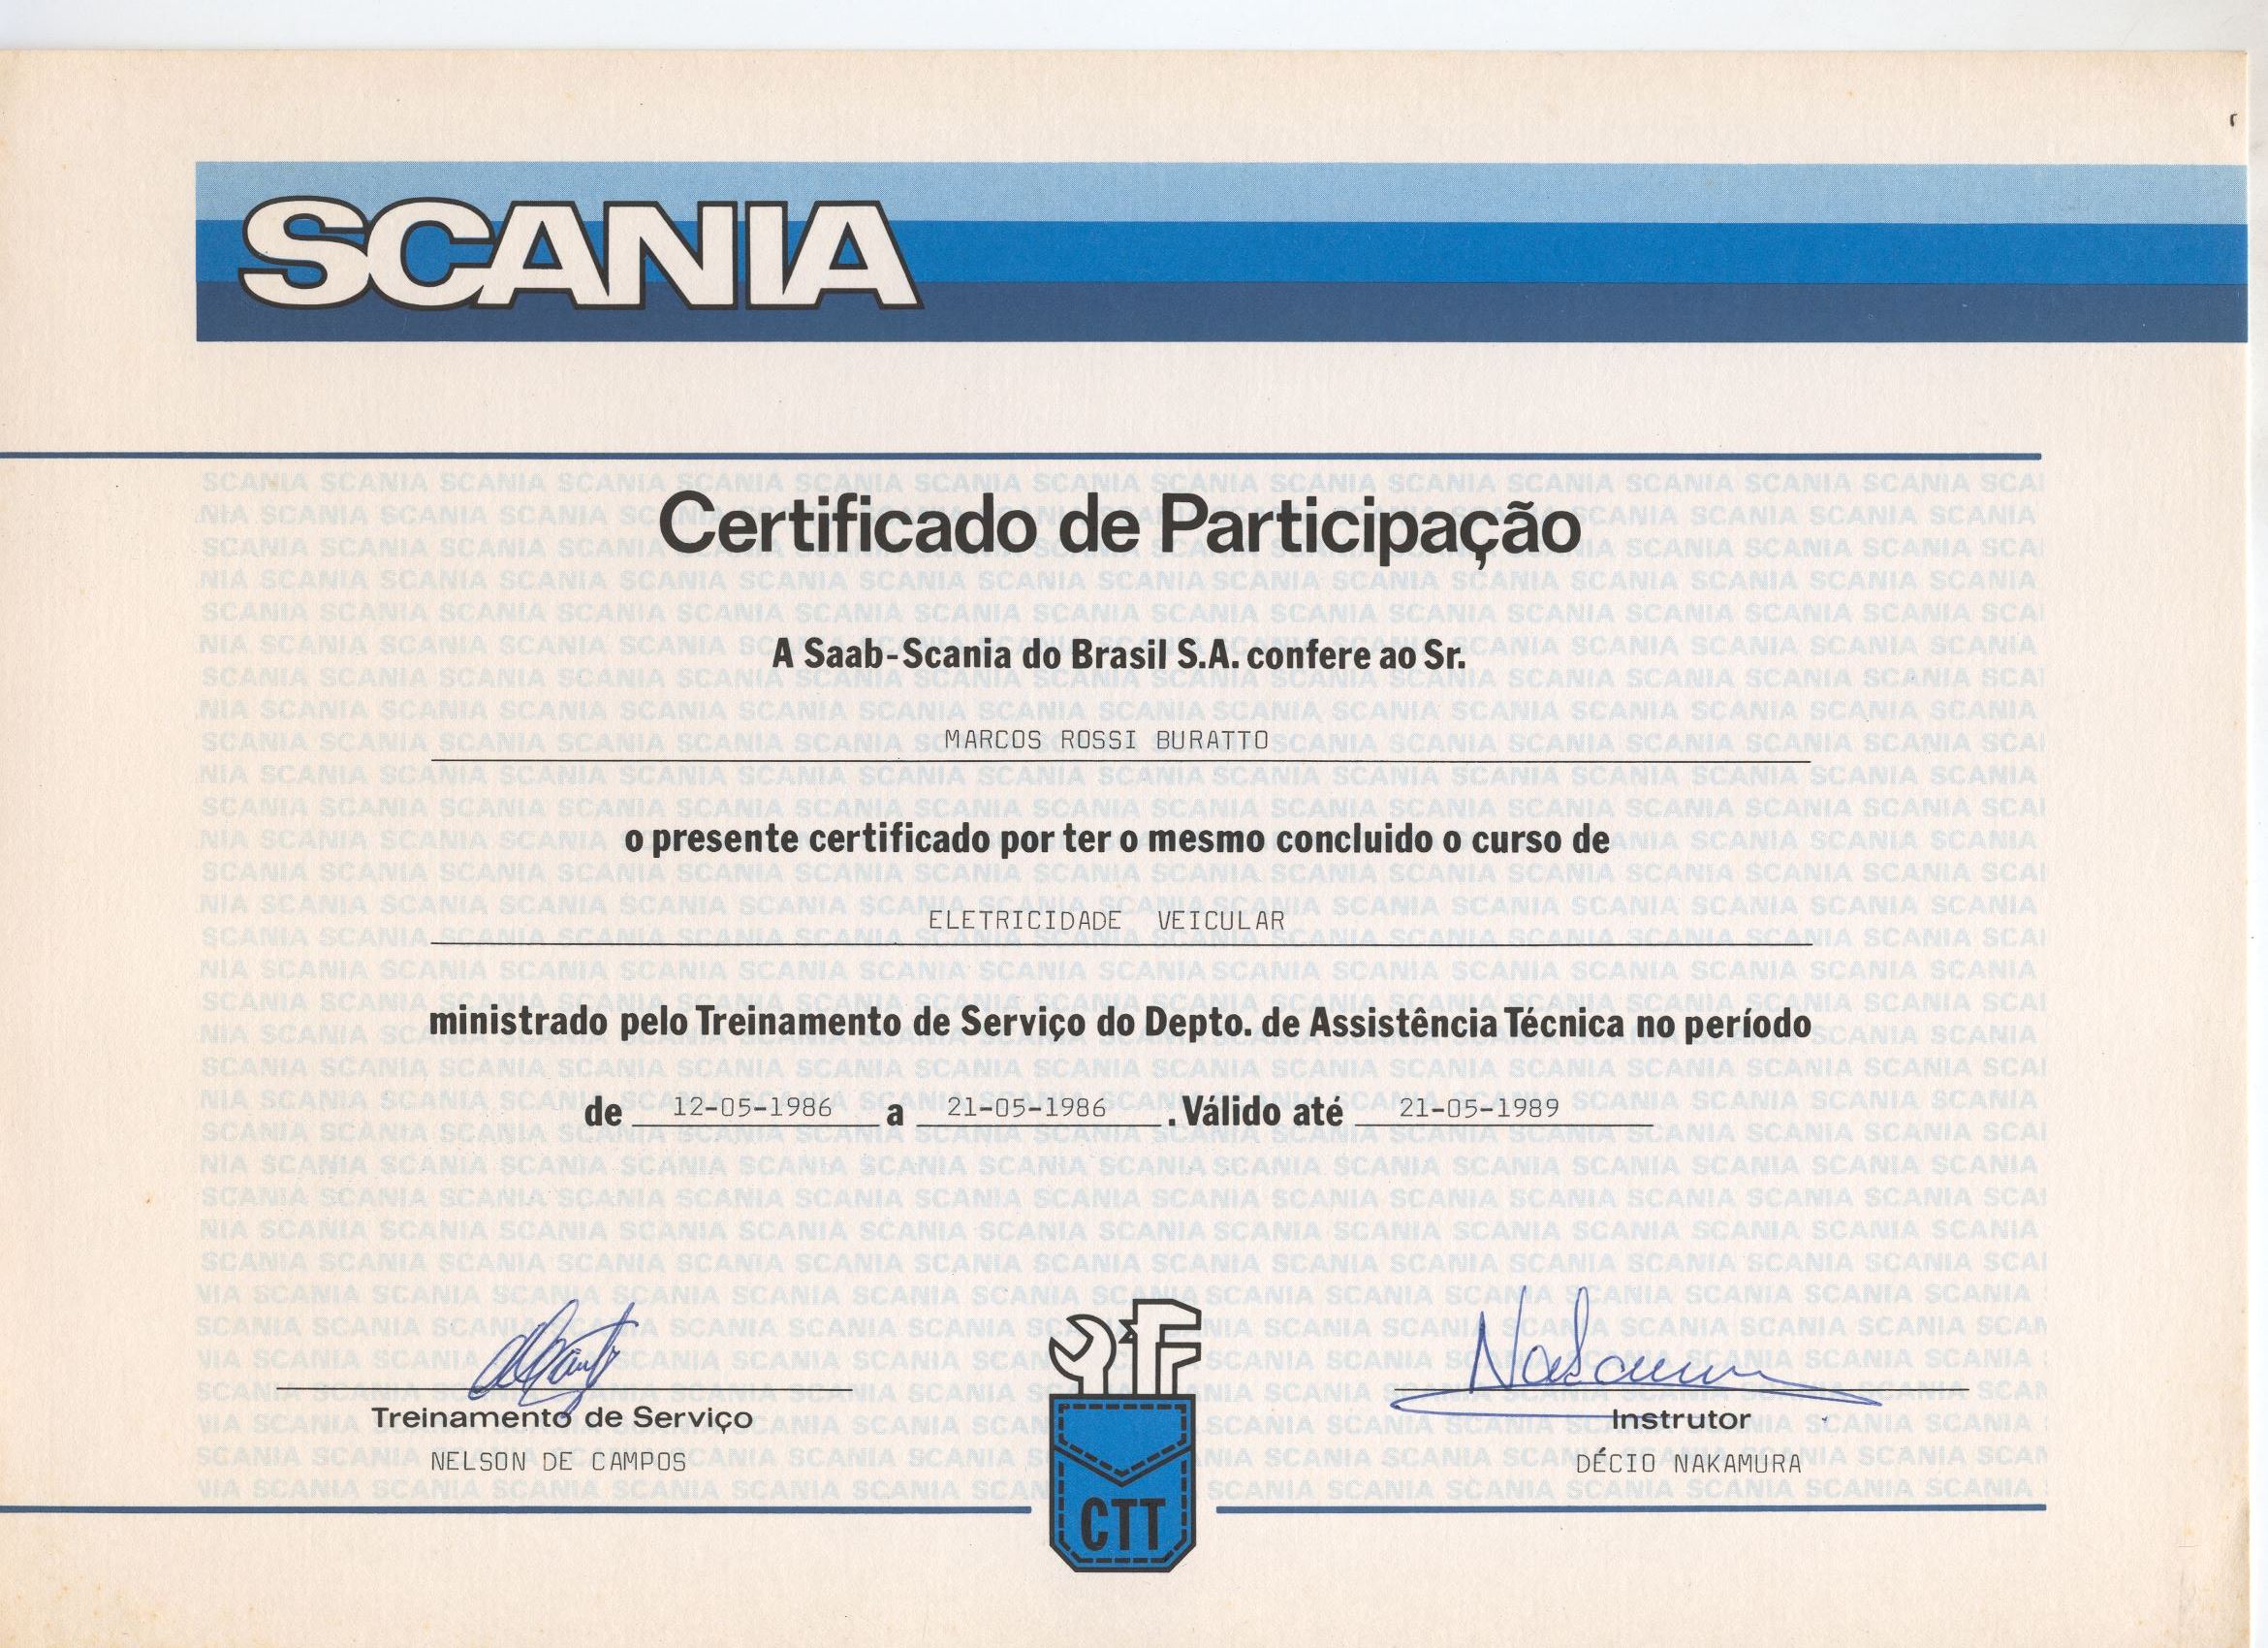 SCANIA
Certificado de Participação
A Saab-Scania do Brasil S.A. confere ao Sr.
MARCOS ROSSI BURATTO
o presente certificado por ter o mesmo concluido o curso de
ELETRICIDADE VEICULAR
ministrado pelo Treinamento de Serviço do Depto. de Assistência Técnica no período
de 12-05-1986 a 21-05-1986. Válido até 21-05-1989
Nakamura
Treinamento de Serviço
NELSON DE CAMPOS
Instrutor
DÉCIO NAKAMURA
CTT